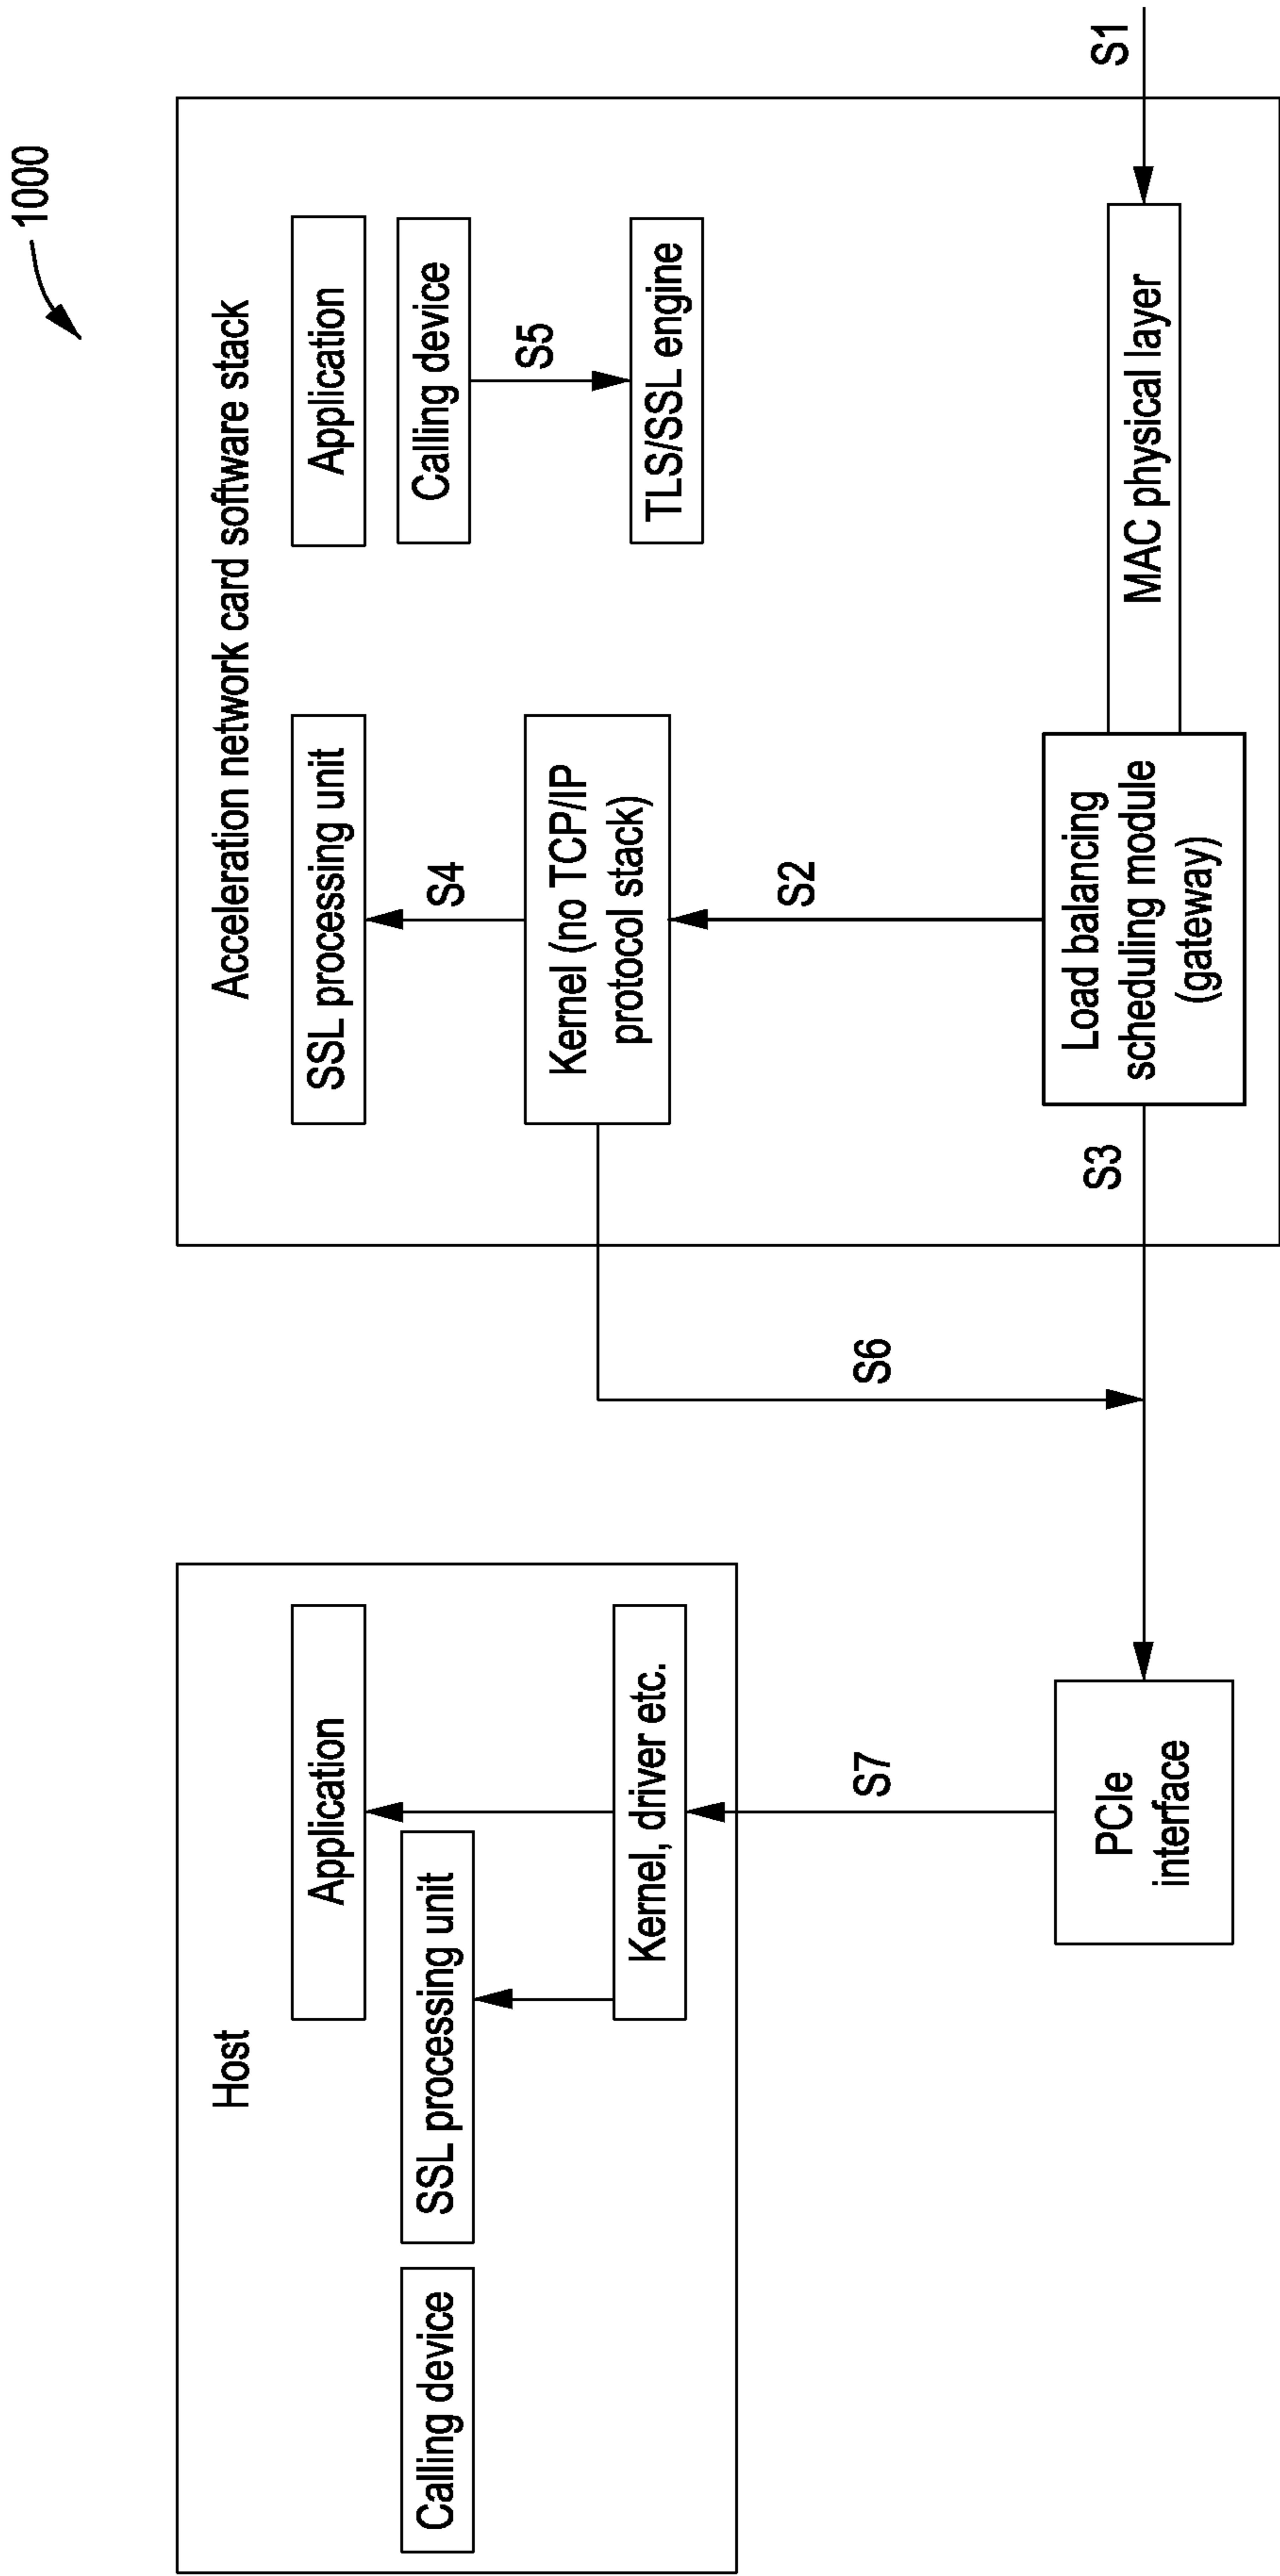 1000
Host
Application
SSL processing unit
Calling device
Kernel, driver etc.
S7
PCIe
interface
S6
Acceleration network card software stack
SSL processing unit
Application
Calling device
S4
S5
Kernel (no TCP/IP
protocol stack)
TLS/SSL engine
S2
S3
Load balancing
scheduling module
(gateway)
MAC physical layer
S1